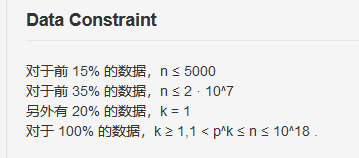 Data Constraint
对于前 15% 的数据，n ≤ 5000
对于前 35% 的数据，n ≤ 2 · 10^7
另外有 20% 的数据，k = 1
对于 100% 的数据，k ≥ 1,1 < p^k ≤ n ≤ 10^18 .